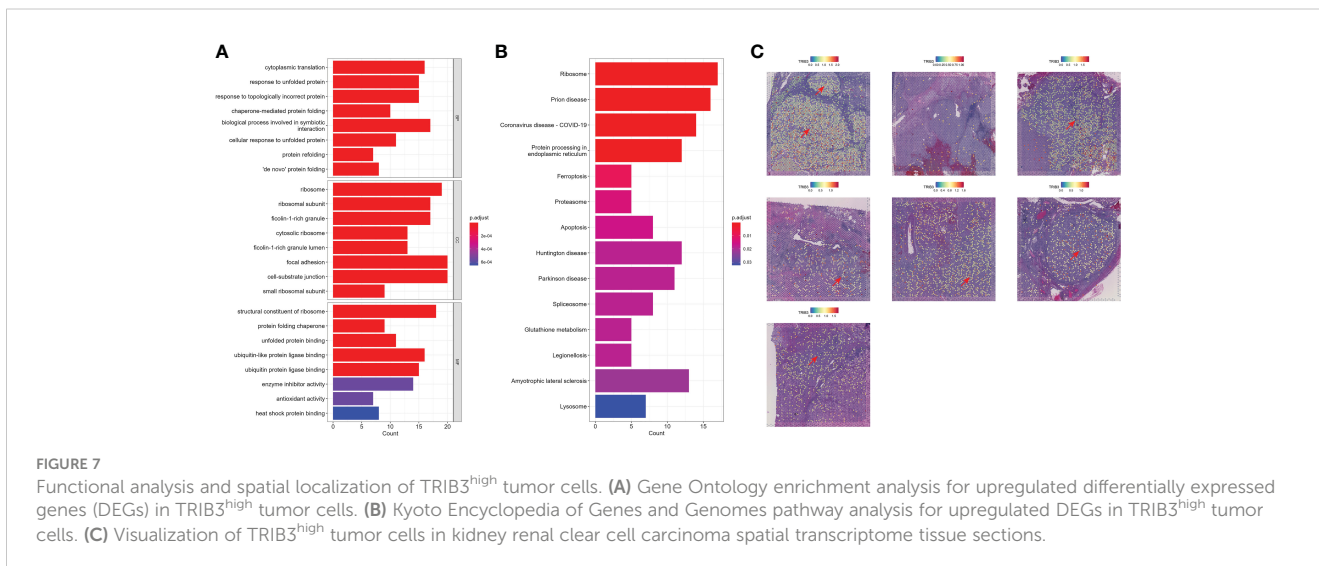 A
cytoplasmic translation
response to unfolded protein
response to topologically incorrect protein
chaperone-mediated protein folding
biological process involved in symbiotic
interaction
cellular response to unfolded protein
protein refolding
'de novo' protein folding
BP
ribosome
ribosomal subunit
ficolin-1-rich granule
cytosolic ribosome
ficolin-1-rich granule lumen
focal adhesion
cell-substrate junction
small ribosomal subunit
CC
structural constituent of ribosome
protein folding chaperone
unfolded protein binding
ubiquitin-like protein ligase binding
ubiquitin protein ligase binding
enzyme inhibitor activity
antioxidant activity
heat shock protein binding
0 5 10 15 20
Count
p.adjust
2e-04
4e-04
6e-04
B
Ribosome
Prion disease
Coronavirus disease - COVID-19
Protein processing in
endoplasmic reticulum
Ferroptosis
Proteasome
Apoptosis
Huntington disease
Parkinson disease
Spliceosome
Glutathione metabolism
Legionellosis
Amyotrophic lateral sclerosis
Lysosome
0 5 10 15
Count
p.adjust
0.01
0.02
0.03
C
TRIB3
TRIB3
TRIB3
TRIB3
TRIB3
TRIB3
TRIB3
FIGURE 7
Functional analysis and spatial localization of TRIB3high tumor cells. (A) Gene Ontology enrichment analysis for upregulated differentially expressed
genes (DEGs) in TRIB3high tumor cells. (B) Kyoto Encyclopedia of Genes and Genomes pathway analysis for upregulated DEGs in TRIB3high tumor
cells. (C) Visualization of TRIB3high tumor cells in kidney renal clear cell carcinoma spatial transcriptome tissue sections.